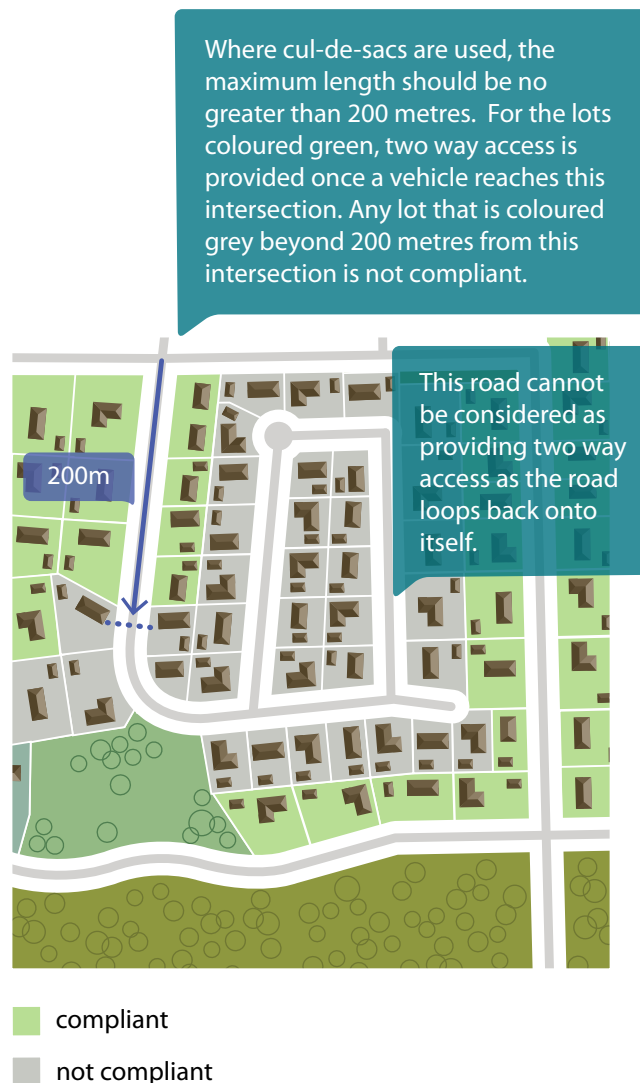 Where cul-de-sacs are used, the
maximum length should be no
greater than 200 metres.  For the lots
coloured green, two way access is
provided once a vehicle reaches this
intersection. Any lot that is coloured
grey beyond 200 metres from this
intersection is not compliant.
This road cannot
be considered as
providing two way
access as the road
loops back onto
itself.
200m
compliant
not compliant